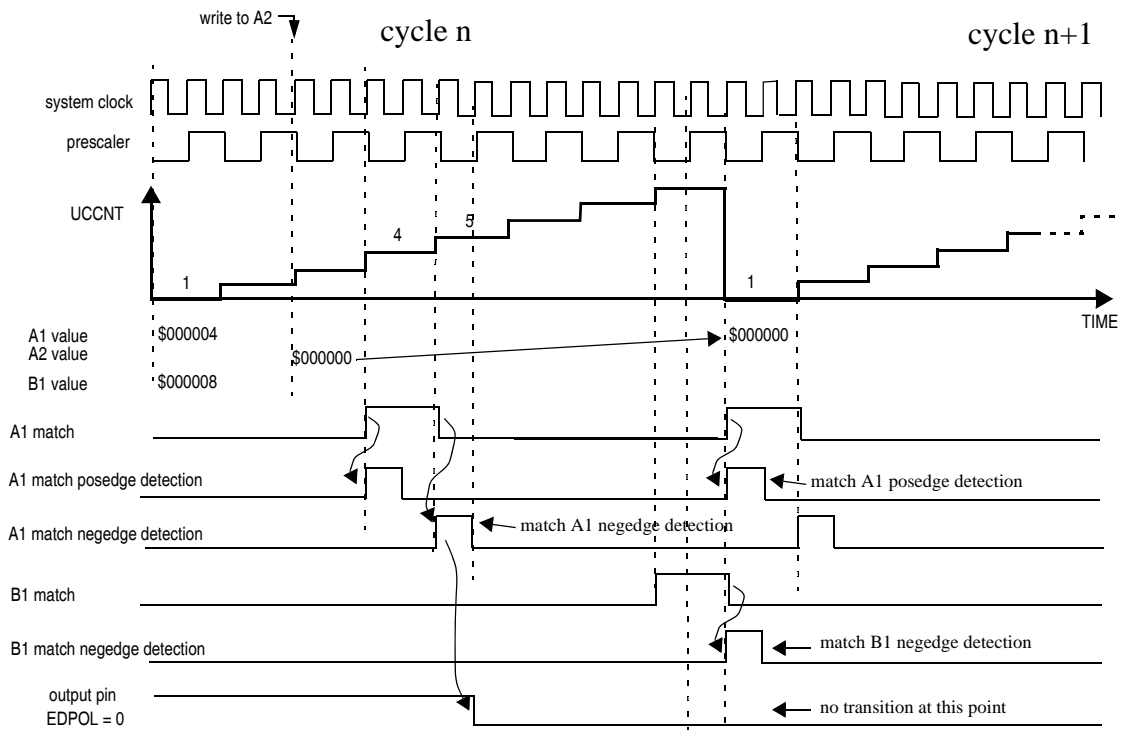 write to A2
cycle n
cycle n+1
system clock
prescaler
UCCNT
1
4
5
1
TIME
A1 value
$000004
$000000
A2 value
$000000
B1 value
$000008
A1 match
A1 match posedge detection
match A1 posedge detection
A1 match negedge detection
match A1 negedge detection
B1 match
B1 match negedge detection
match B1 negedge detection
output pin
EDPOL = 0
no transition at this point